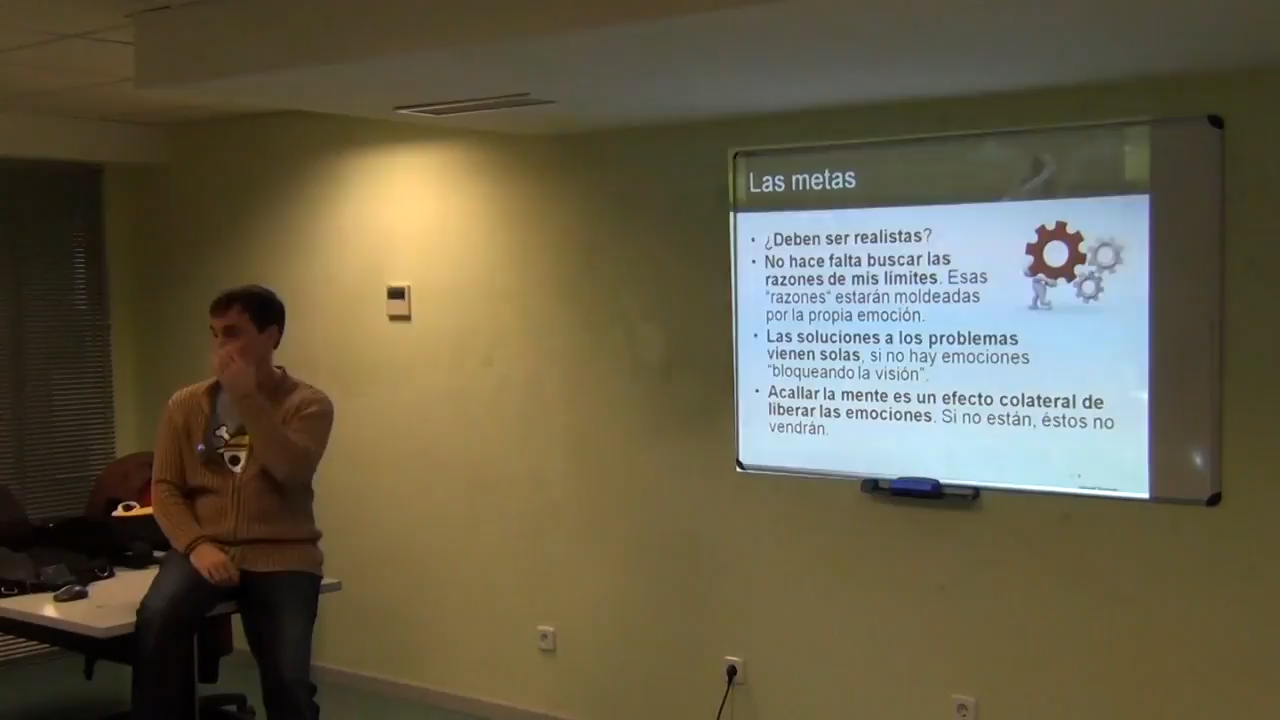 Las metas
• ¿Deben ser realistas?
• No hace falta buscar las
razones de mis límites. Esas
"razones" estarán moldeadas
por la propia emoción.
• Las soluciones a los problemas
vienen solas, si no hay emociones
"bloqueando la visión".
• Acallar la mente es un efecto colateral de
liberar las emociones. Si no están, éstos no
vendrán.